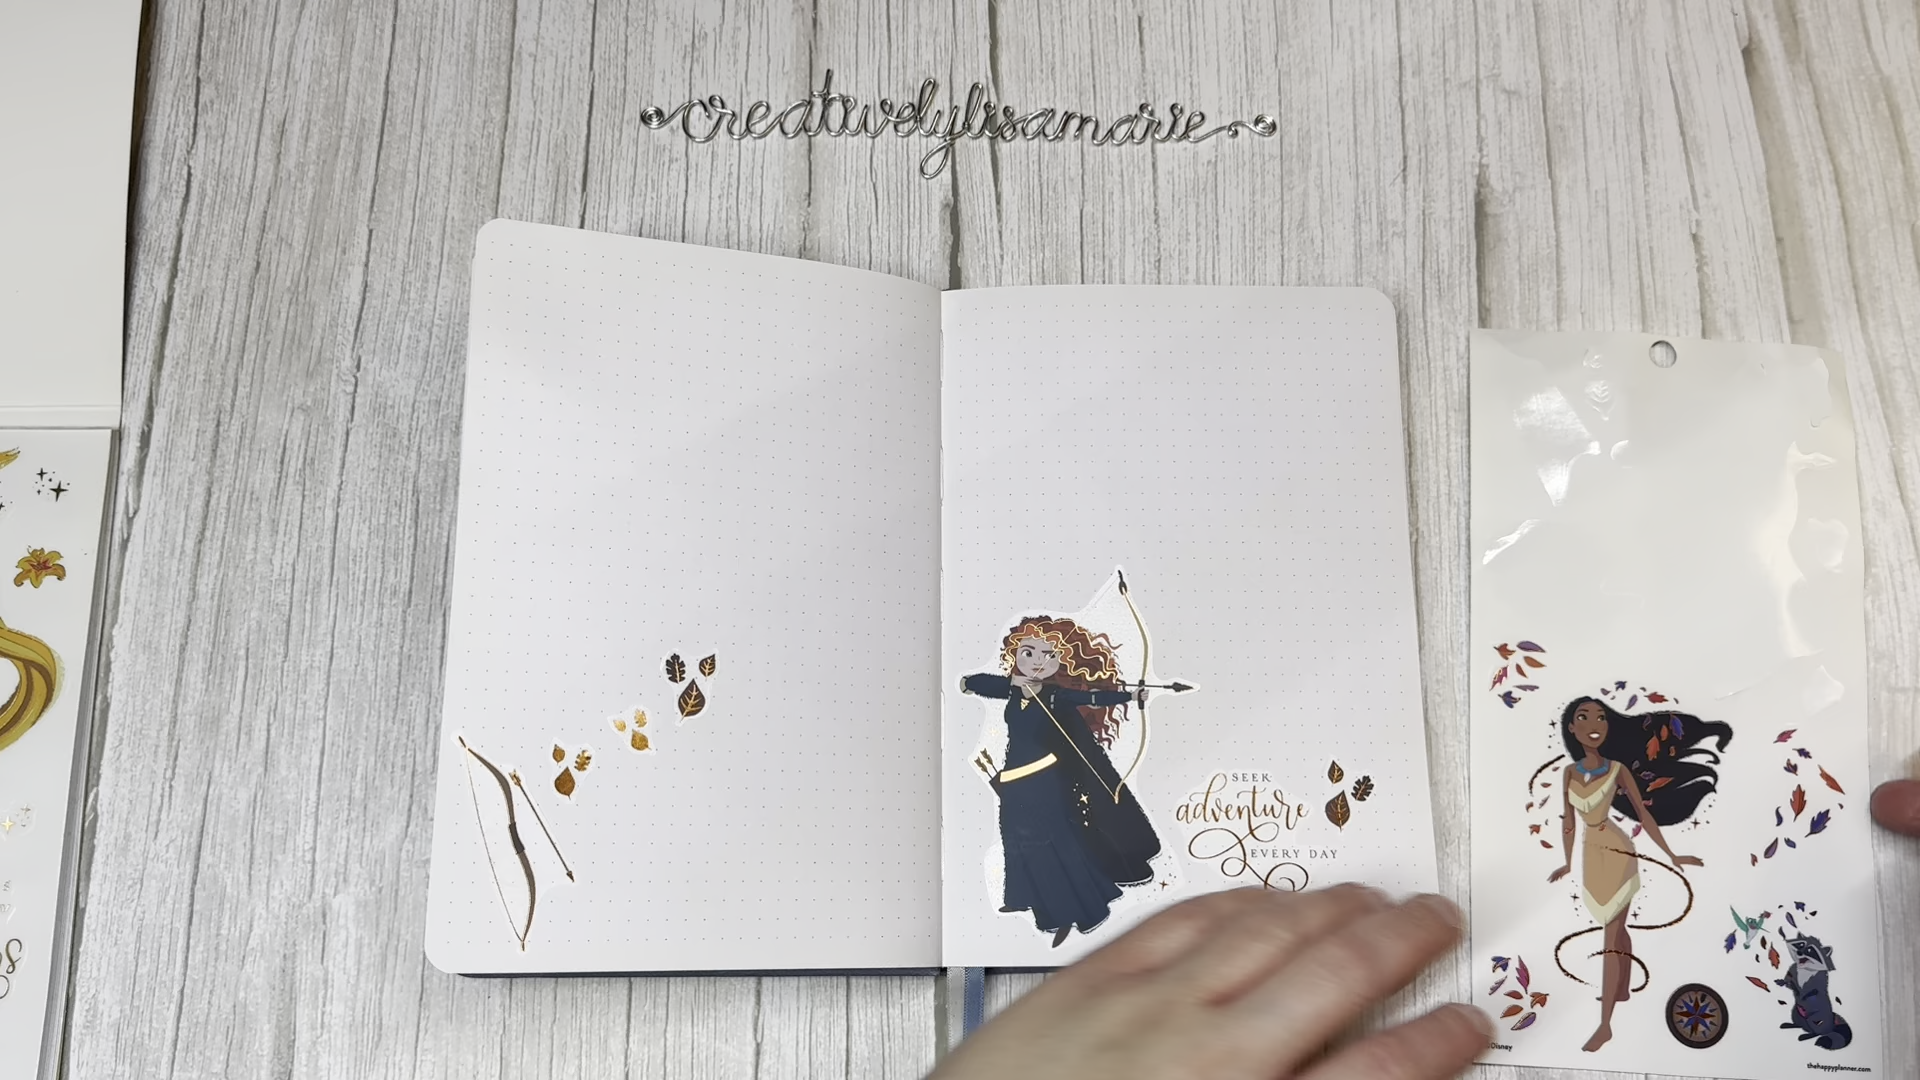 creativelylisamarie
SEEK
adventure
EVERY DAY
Disney
thehappyplanner.com